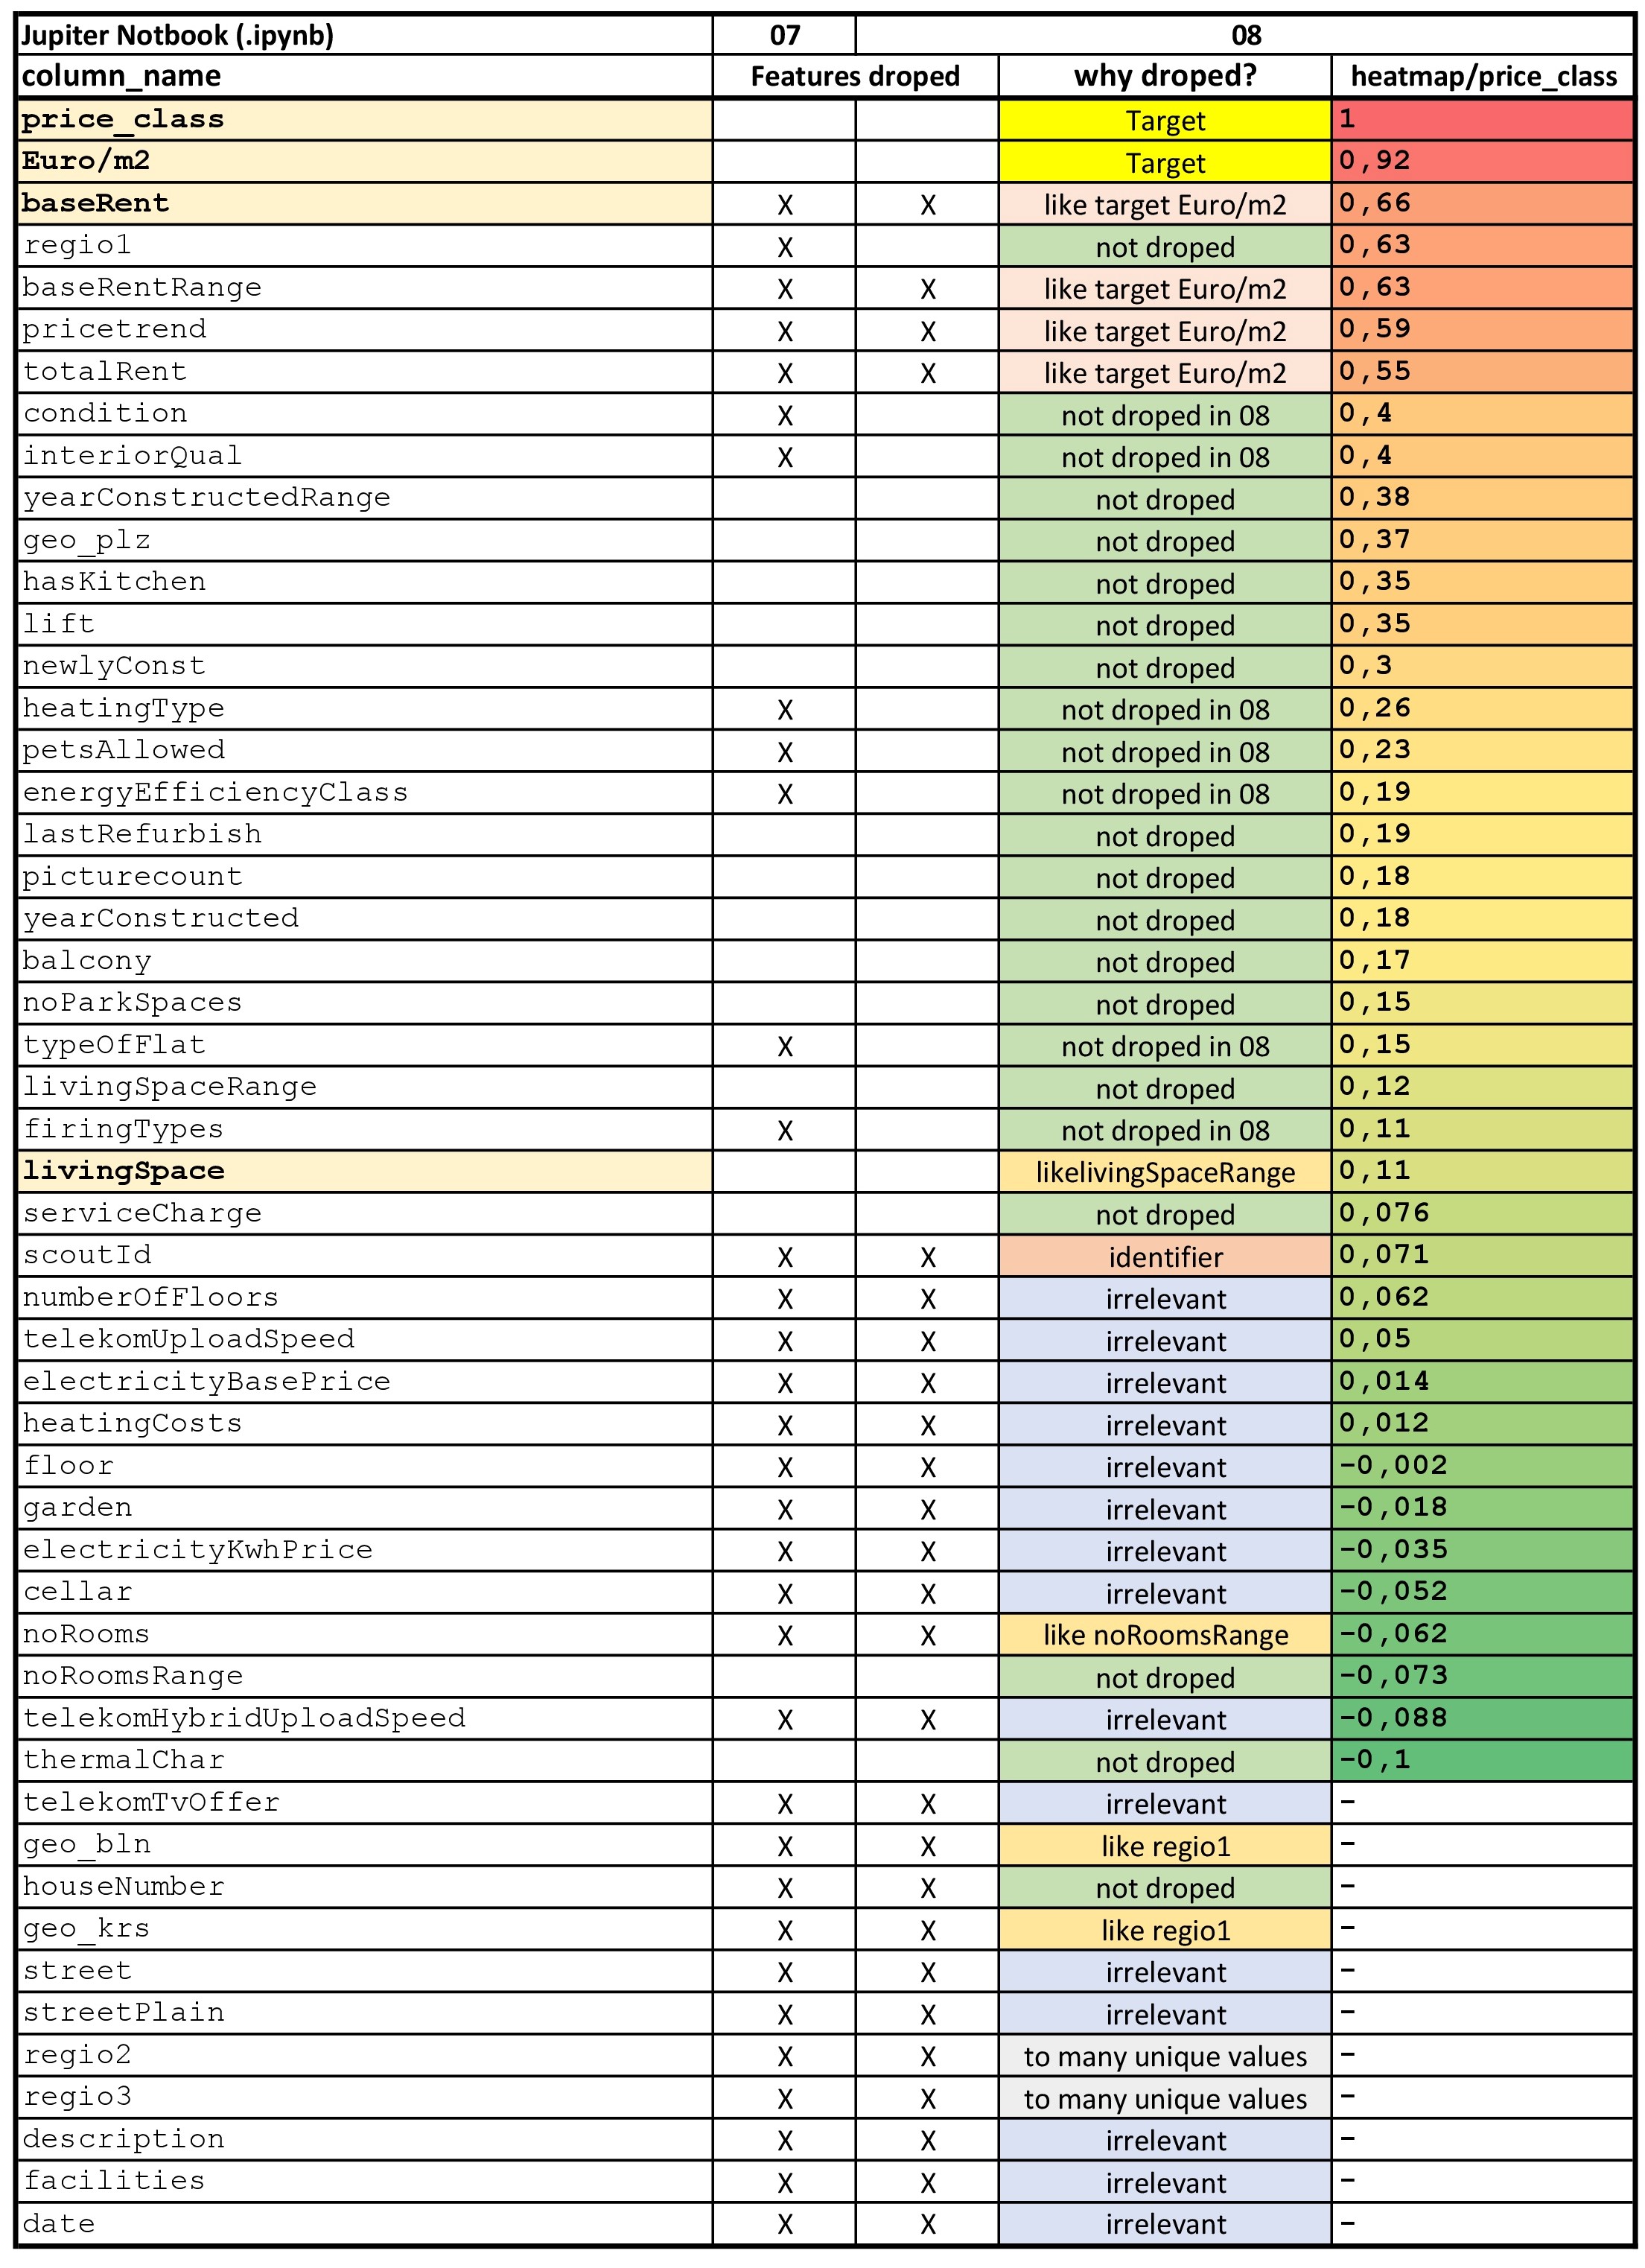 Jupiter Notbook (.ipynb) 07 08
column_name Features droped why droped? heatmap/price_class
price_class Target 1
Euro/m2 Target 0,92
baseRent X X like target Euro/m2 0,66
regio1 X not droped 0,63
baseRentRange X X like target Euro/m2 0,63
pricetrend X X like target Euro/m2 0,59
totalRent X X like target Euro/m2 0,55
condition X not droped in 08 0,4
interiorQual X not droped in 08 0,4
yearConstructedRange not droped 0,38
geo_plz not droped 0,37
hasKitchen not droped 0,35
lift not droped 0,35
newlyConst not droped 0,3
heatingType X not droped in 08 0,26
petsAllowed X not droped in 08 0,23
energyEfficiencyClass X not droped in 08 0,19
lastRefurbish not droped 0,19
picturecount not droped 0,18
yearConstructed not droped 0,18
balcony not droped 0,17
noParkSpaces not droped 0,15
typeOfFlat X not droped in 08 0,15
livingSpaceRange not droped 0,12
firingTypes X not droped in 08 0,11
livingSpace likelivingSpaceRange 0,11
serviceCharge not droped 0,076
scoutId X X identifier 0,071
numberOfFloors X X irrelevant 0,062
telekomUploadSpeed X X irrelevant 0,05
electricityBasePrice X X irrelevant 0,014
heatingCosts X X irrelevant 0,012
floor X X irrelevant -0,002
garden X X irrelevant -0,018
electricityKwhPrice X X irrelevant -0,035
cellar X X irrelevant -0,052
noRooms X X like noRoomsRange -0,062
noRoomsRange not droped -0,073
telekomHybridUploadSpeed X X irrelevant -0,088
thermalChar not droped -0,1
telekomTvOffer X X irrelevant -
geo_bln X X like regio1 -
houseNumber X X not droped -
geo_krs X X like regio1 -
street X X irrelevant -
streetPlain X X irrelevant -
regio2 X X to many unique values -
regio3 X X to many unique values -
description X X irrelevant -
facilities X X irrelevant -
date X X irrelevant -